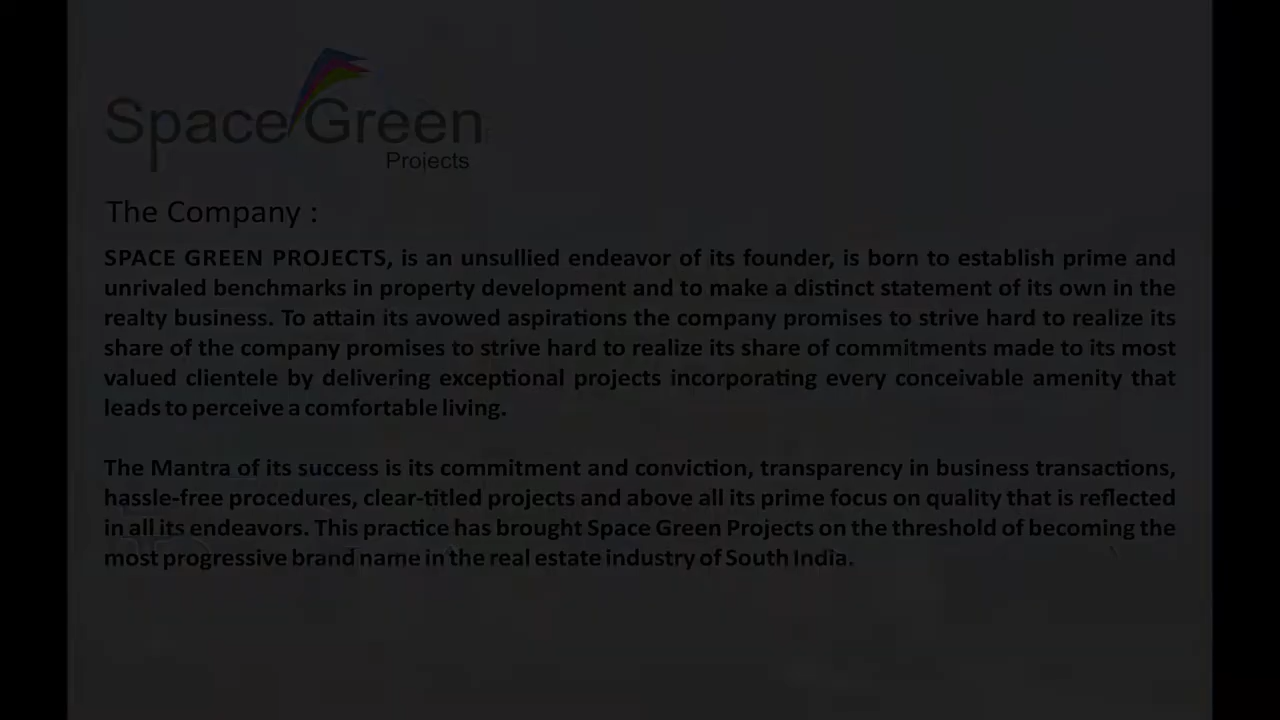 Space Green
Projects
The Company :
SPACE GREEN PROJECTS, is an unsullied endeavor of its founder, is born to establish prime and
unrivaled benchmarks in property development and to make a distinct statement of its own in the
realty business. To attain its avowed aspirations the company promises to strive hard to realize its
share of the company promises to strive hard to realize its share of commitments made to its most
valued clientele by delivering exceptional projects incorporating every conceivable amenity that
leads to perceive a comfortable living.
The Mantra of its success is its commitment and conviction, transparency in business transactions,
hassle-free procedures, clear-titled projects and above all its prime focus on quality that is reflected
in all its endeavors. This practice has brought Space Green Projects on the threshold of becoming the
most progressive brand name in the real estate industry of South India.